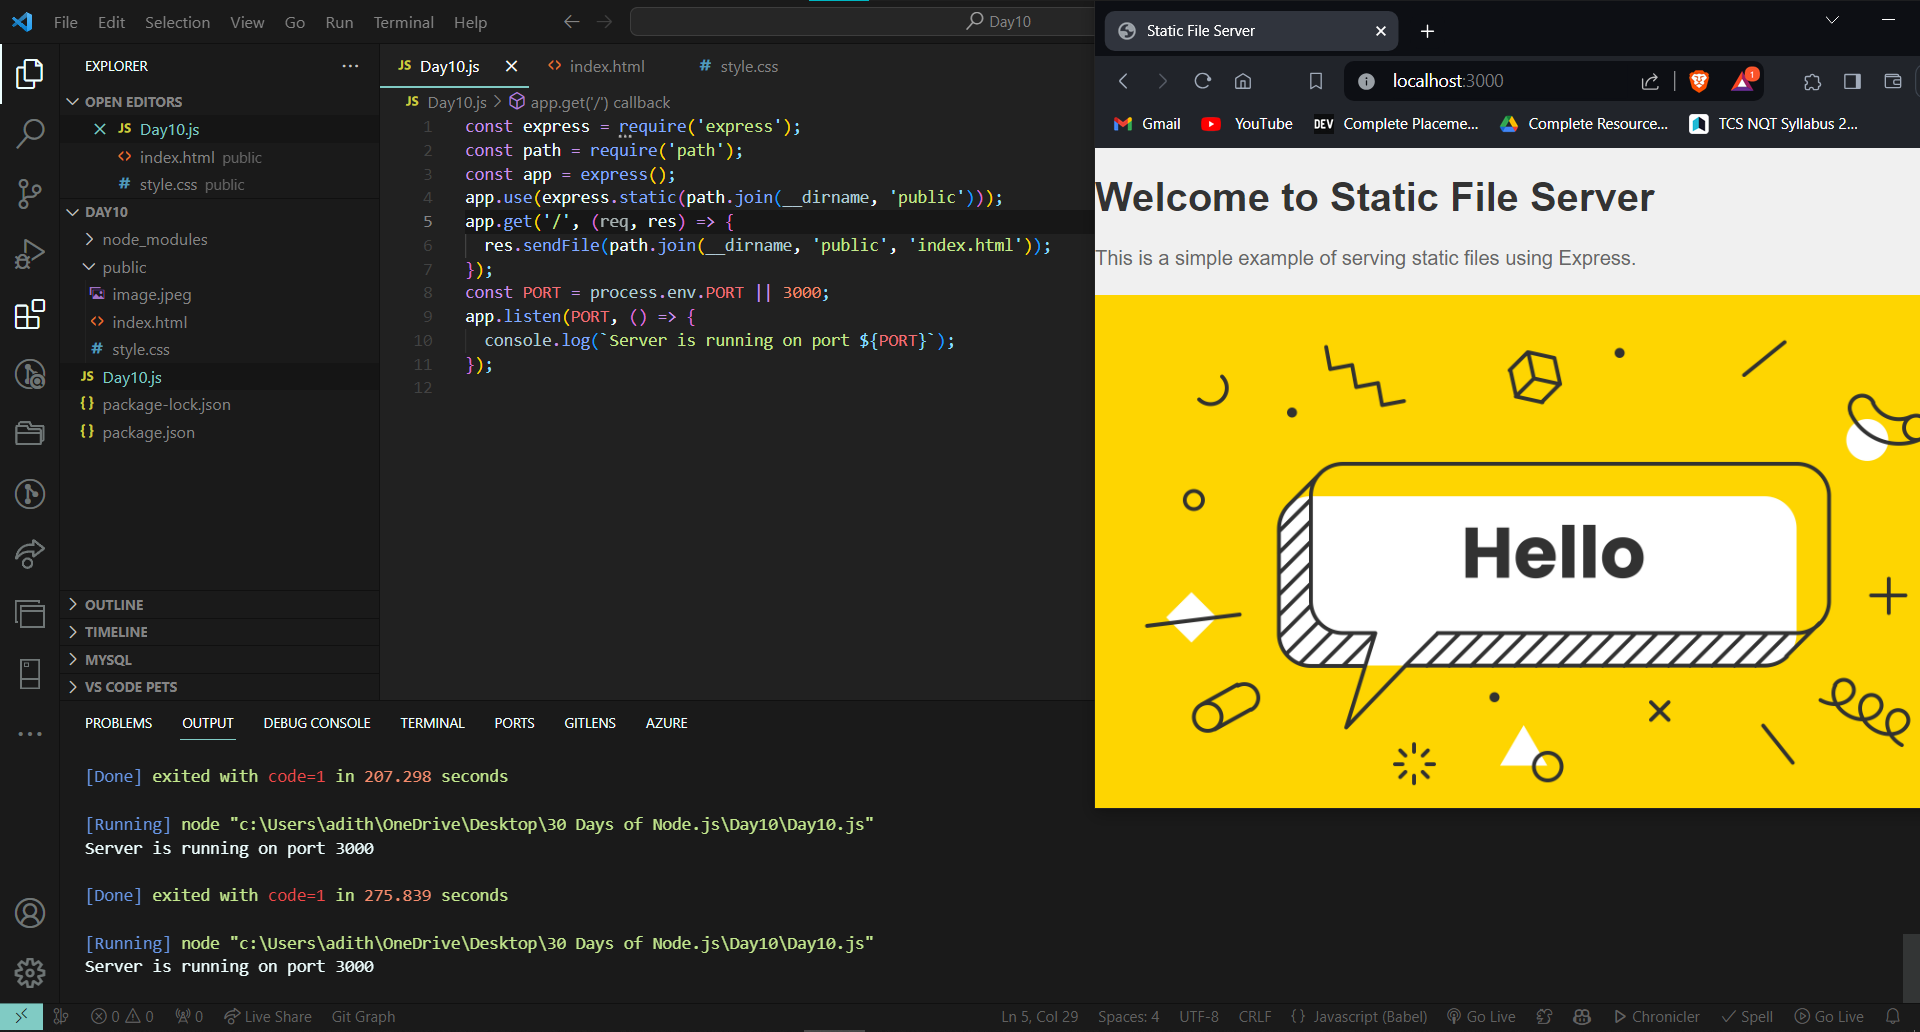 File Edit Selection View Go Run Terminal Help
Day10
EXPLORER
OPEN EDITORS
JS Day10.js
index.html public
# style.css public
DAY10
node_modules
public
image.jpeg
index.html
# style.css
JS Day10.js
{} package-lock.json
{} package.json
OUTLINE
TIMELINE
MYSQL
VS CODE PETS
JS Day10.js
<> index.html
# style.css
JS Day10.js > app.get('/') callback
1 const express = require('express');
2 const path = require('path');
3 const app = express();
4 app.use(express.static(path.join(__dirname, 'public')));
5 app.get('/', (req, res) => {
6 res.sendFile(path.join(__dirname, 'public', 'index.html'));
7 });
8 const PORT = process.env.PORT || 3000;
9 app.listen(PORT, () => {
10 console.log(`Server is running on port ${PORT}`);
11 });
12
PROBLEMS OUTPUT DEBUG CONSOLE TERMINAL PORTS GITLENS AZURE
[Done] exited with code=1 in 207.298 seconds
[Running] node "c:\Users\adith\OneDrive\Desktop\30 Days of Node.js\Day10\Day10.js"
Server is running on port 3000
[Done] exited with code=1 in 275.839 seconds
[Running] node "c:\Users\adith\OneDrive\Desktop\30 Days of Node.js\Day10\Day10.js"
Server is running on port 3000
0 0 0 Live Share Git Graph
Ln 5, Col 29 Spaces: 4 UTF-8 CRLF {} Javascript (Babel) Go Live Chronicler Spell Go Live
Static File Server
localhost:3000
1
Gmail YouTube DEV Complete Placeme... Complete Resource... TCS NQT Syllabus 2...
Welcome to Static File Server
This is a simple example of serving static files using Express.
Hello